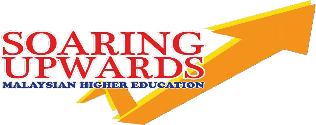 SOARING
UPWARDS
MALAYSIAN HIGHER EDUCATION